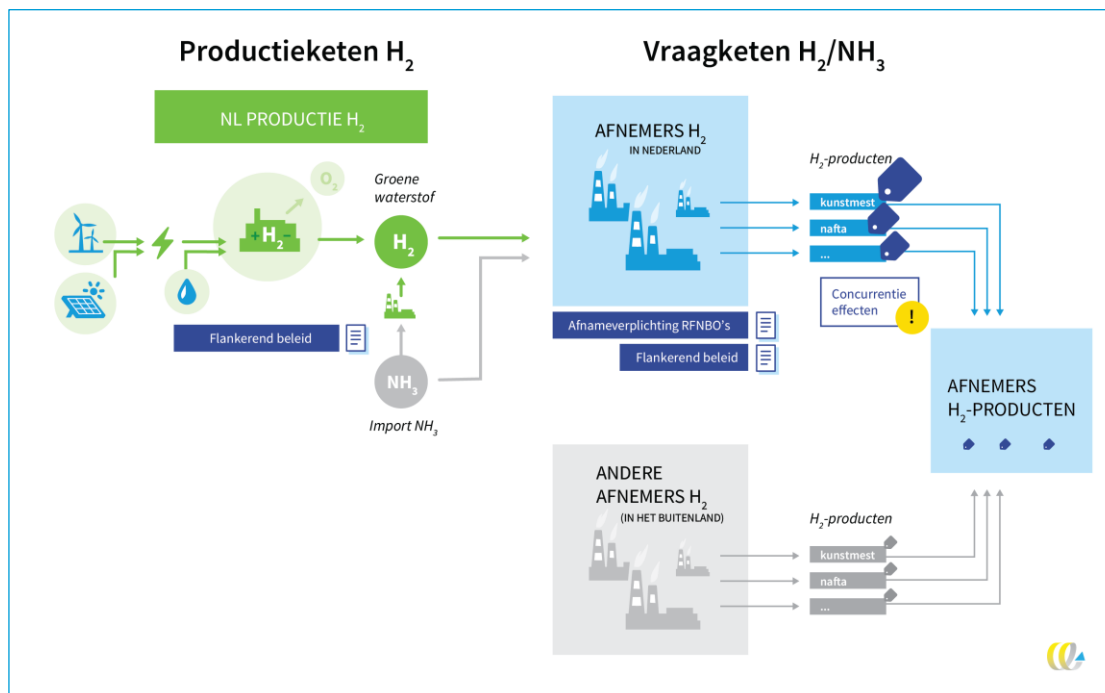 Productieketen H₂
Vraagketen H₂/NH₃
NL PRODUCTIE H₂
O₂
+H₂−
Groene
waterstof
H₂
Flankerend beleid
NH₃
Import NH₃
AFNEMERS H₂
IN NEDERLAND
H₂-producten
kunstmest
nafta
...
Concurrentie
effecten
!
Afnameverplichting RFNBO's
Flankerend beleid
AFNEMERS
H₂-PRODUCTEN
ANDERE
AFNEMERS H₂
(IN HET BUITENLAND)
H₂-producten
kunstmest
nafta
...